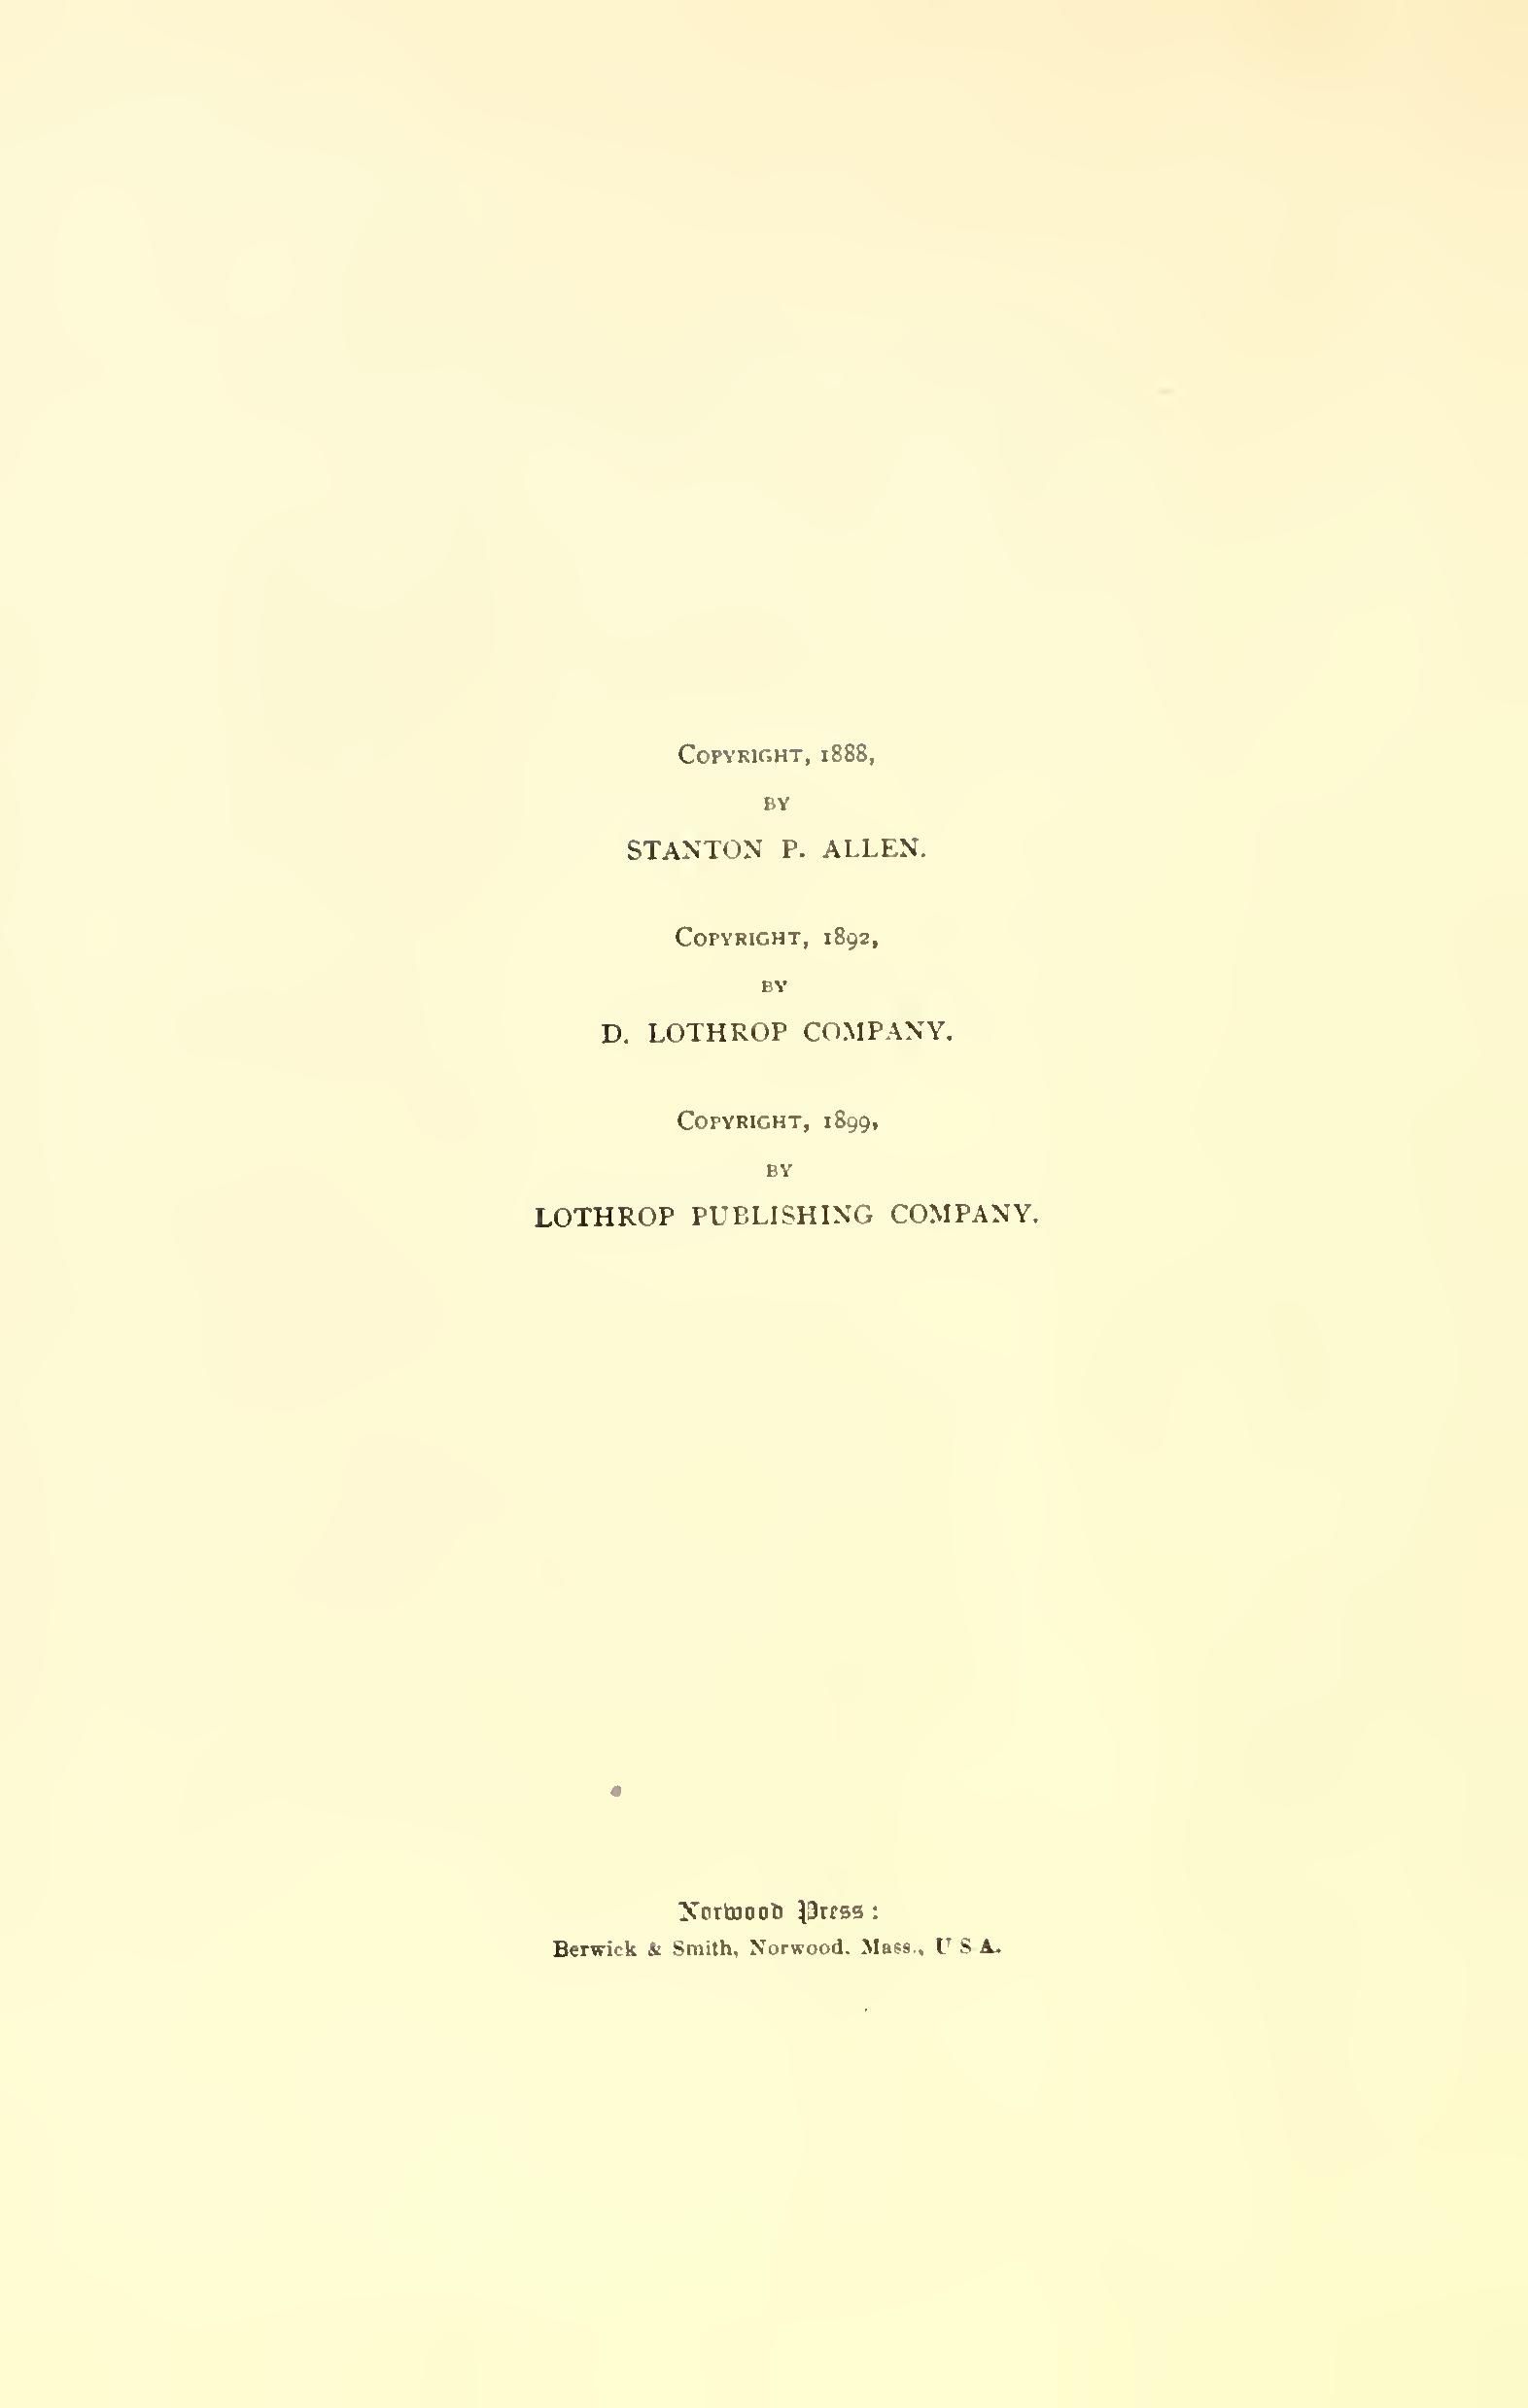 Copyright, 1888,
BY
STANTON P. ALLEN.
Copyright, 1892,
BY
D. LOTHROP COMPANY.
Copyright, 1899,
BY
LOTHROP PUBLISHING COMPANY.
Norwood Press:
Berwick & Smith, Norwood. Mass., U S A.